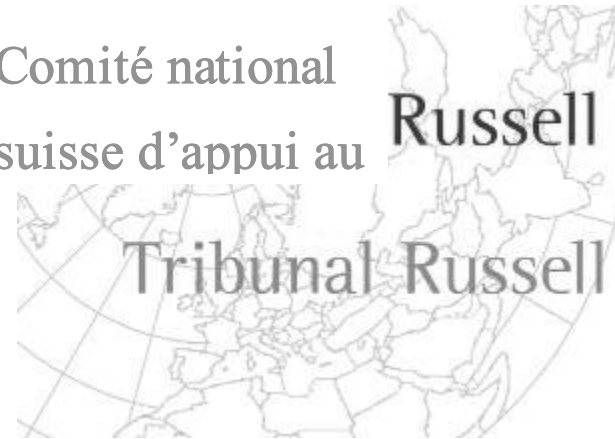 Comité national
Russell
suisse d’appui au
Tribunal Russell